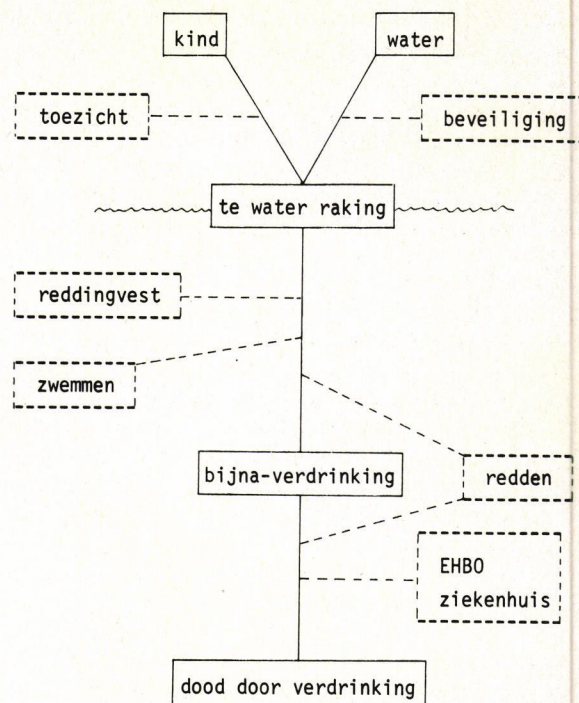 kind
water
toezicht
beveiliging
te water raking
reddingvest
zwemmen
bijna-verdrinking
redden
EHBO
ziekenhuis
dood door verdrinking